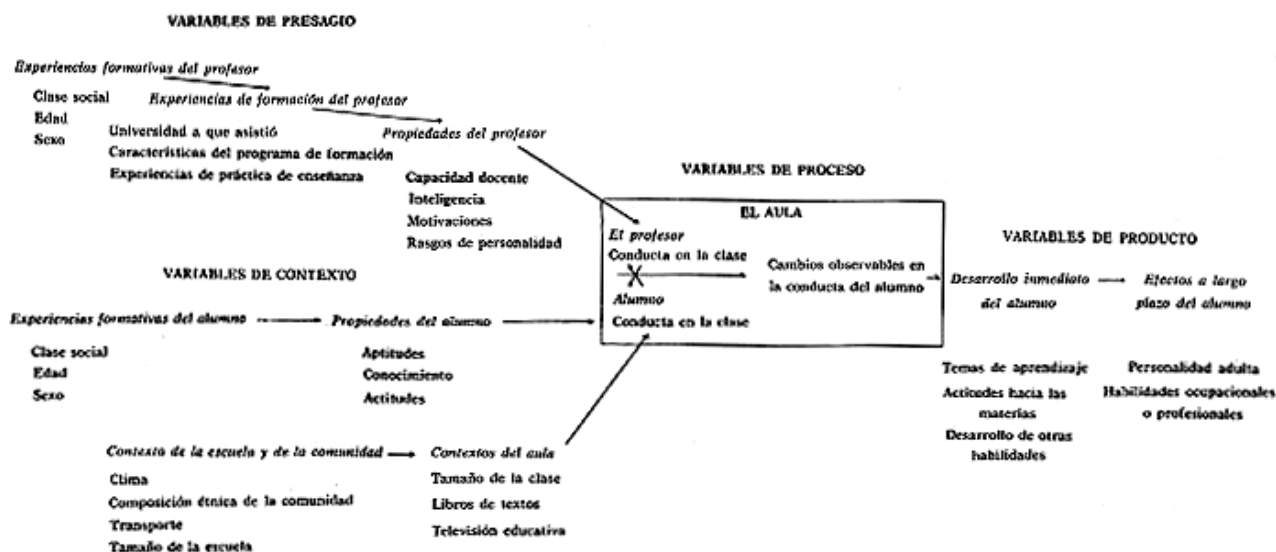 VARIABLES DE PRESAGIO
Experiencias formativas del profesor
Clase social
Edad
Sexo
Experiencias de formación del profesor
Universidad a que asistió
Características del programa de formación
Experiencias de práctica de enseñanza
Propiedades del profesor
Capacidad docente
Inteligencia
Motivaciones
Rasgos de personalidad
VARIABLES DE CONTEXTO
Experiencias formativas del alumno
Clase social
Edad
Sexo
Propiedades del alumno
Aptitudes
Conocimiento
Actitudes
Contexto de la escuela y de la comunidad
Clima
Composición étnica de la comunidad
Transporte
Tamaño de la escuela
Contextos del aula
Tamaño de la clase
Libros de textos
Televisión educativa
VARIABLES DE PROCESO
EL AULA
El profesor
Conducta en la clase
Alumno
Conducta en la clase
Cambios observables en
la conducta del alumno
VARIABLES DE PRODUCTO
Desarrollo inmediato
del alumno
Temas de aprendizaje
Actitudes hacia las
materias
Desarrollo de otras
habilidades
Efectos a largo
plazo del alumno
Personalidad adulta
Habilidades ocupacionales
o profesionales